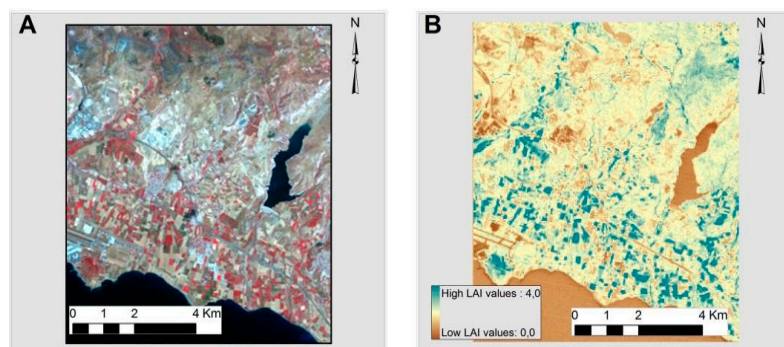 A
N
0 1 2 4 Km
B
N
High LAI values : 4,0
Low LAI values: 0,0
0 1 2 4 Km